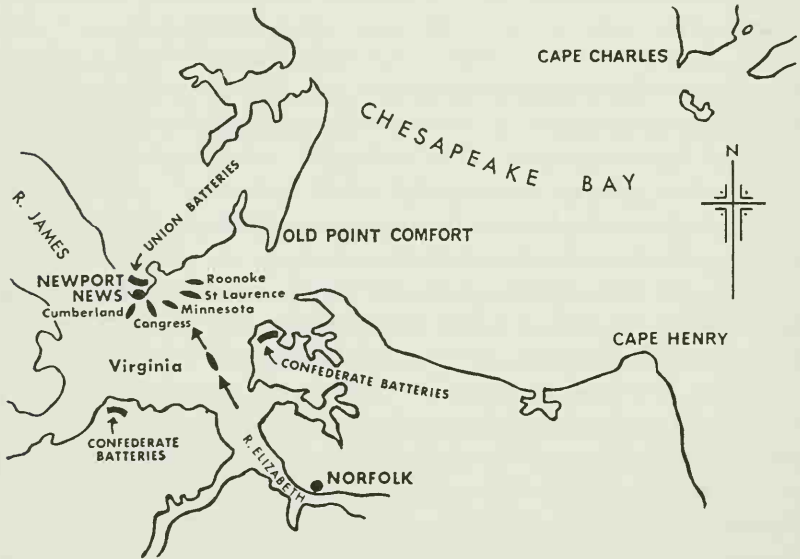 CAPE CHARLES
CHESAPEAKE BAY
N
UNION BATTERIES
R. JAMES
OLD POINT COMFORT
NEWPORT
NEWS
Roonoke
St Laurence
Minnesota
Cumberland
Congress
CAPE HENRY
Virginia
CONFEDERATE BATTERIES
CONFEDERATE
BATTERIES
R. ELIZABETH
NORFOLK